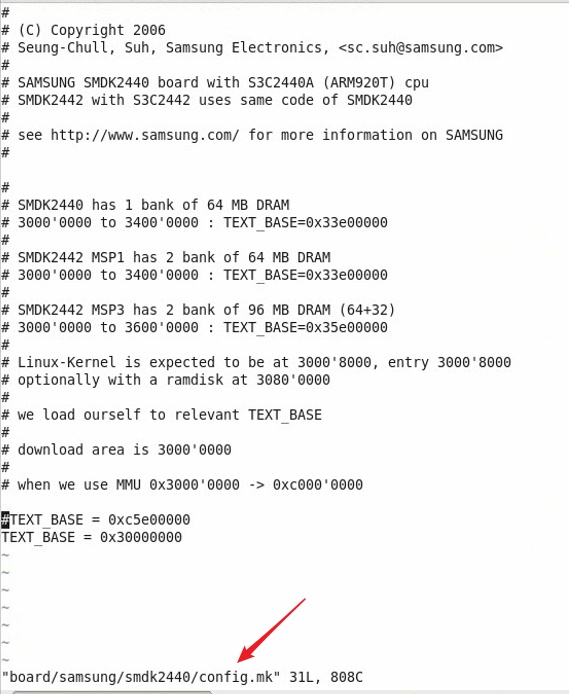 #
# (C) Copyright 2006
# Seung-Chull, Suh, Samsung Electronics, <sc.suh@samsung.com>
#
# SAMSUNG SMDK2440 board with S3C2440A (ARM920T) cpu
# SMDK2442 with S3C2442 uses same code of SMDK2440
#
# see http://www.samsung.com/ for more information on SAMSUNG
#

#
# SMDK2440 has 1 bank of 64 MB DRAM
# 3000'0000 to 3400'0000 : TEXT_BASE=0x33e00000
#
# SMDK2442 MSP1 has 2 bank of 64 MB DRAM
# 3000'0000 to 3400'0000 : TEXT_BASE=0x33e00000
#
# SMDK2442 MSP3 has 2 bank of 96 MB DRAM (64+32)
# 3000'0000 to 3600'0000 : TEXT_BASE=0x35e00000
#
# Linux-Kernel is expected to be at 3000'8000, entry 3000'8000
# optionally with a ramdisk at 3080'0000
#
# we load ourself to relevant TEXT_BASE
#
# download area is 3000'0000
#
# when we use MMU 0x3000'0000 -> 0xc000'0000

#TEXT_BASE = 0xc5e00000
TEXT_BASE = 0x30000000
~
~
~
~
~
~
~
"board/samsung/smdk2440/config.mk" 31L, 808C